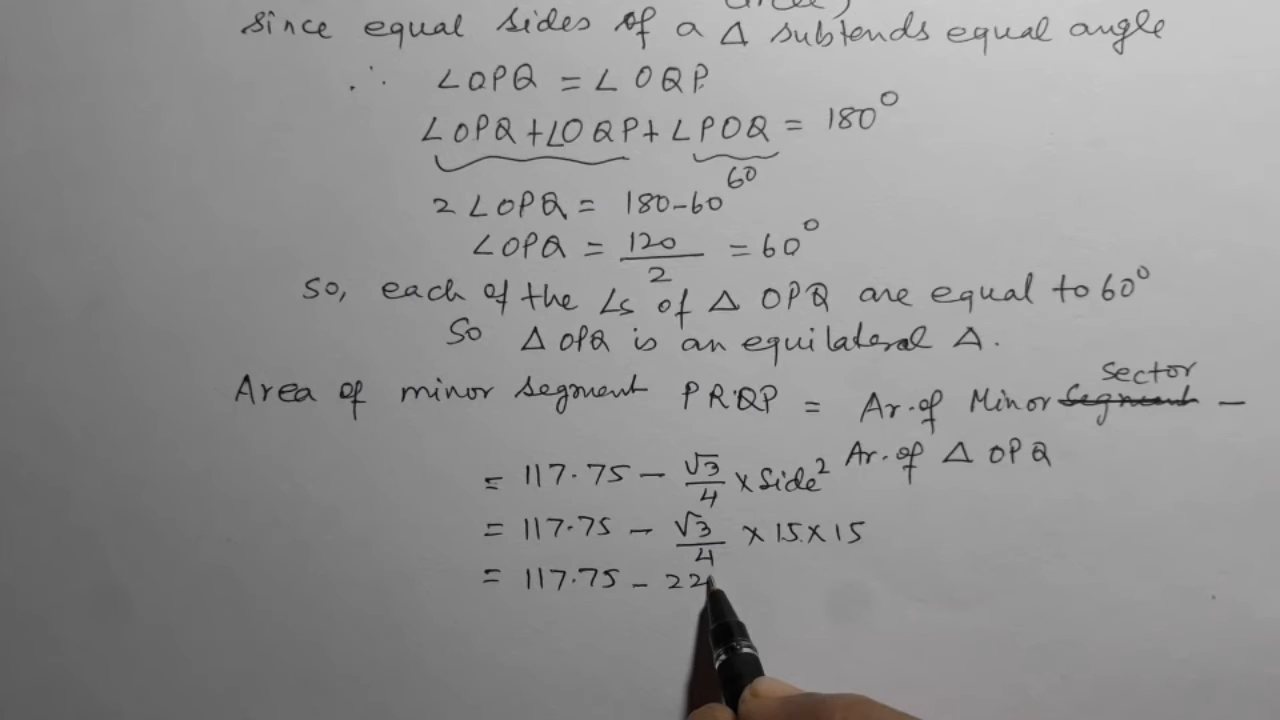 since equal sides of a Δ subtends equal angle
∴ ∠OPQ = ∠OQP
∠OPQ + ∠OQP + ∠POQ = 180°
60
2 ∠OPQ = 180-60
∠OPQ = 120/2 = 60°
So, each of the ∠s of Δ OPQ are equal to 60°
So Δ OPQ is an equilateral Δ.
Sector
Area of minor segment PRQP = Ar. of Minor Segment -
Ar. of Δ OPQ
= 117.75 - √3/4 × Side²
= 117.75 - √3/4 × 15 × 15
= 117.75 - 22